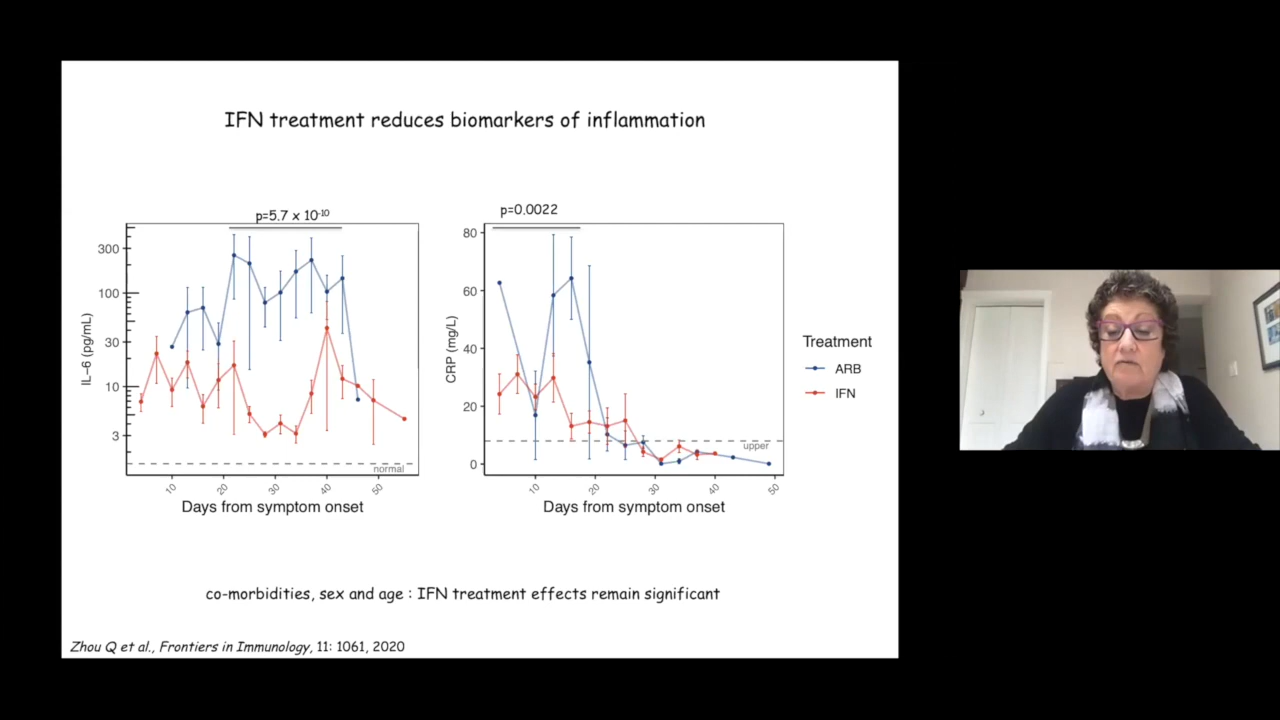 IFN treatment reduces biomarkers of inflammation
p=5.7 x 10-10
300
100
30
10
3
IL-6 (pg/mL)
normal
10
20
30
40
50
Days from symptom onset
p=0.0022
80
60
40
20
0
CRP (mg/L)
upper
10
20
30
40
50
Days from symptom onset
Treatment
ARB
IFN
co-morbidities, sex and age : IFN treatment effects remain significant
Zhou Q et al., Frontiers in Immunology, 11: 1061, 2020